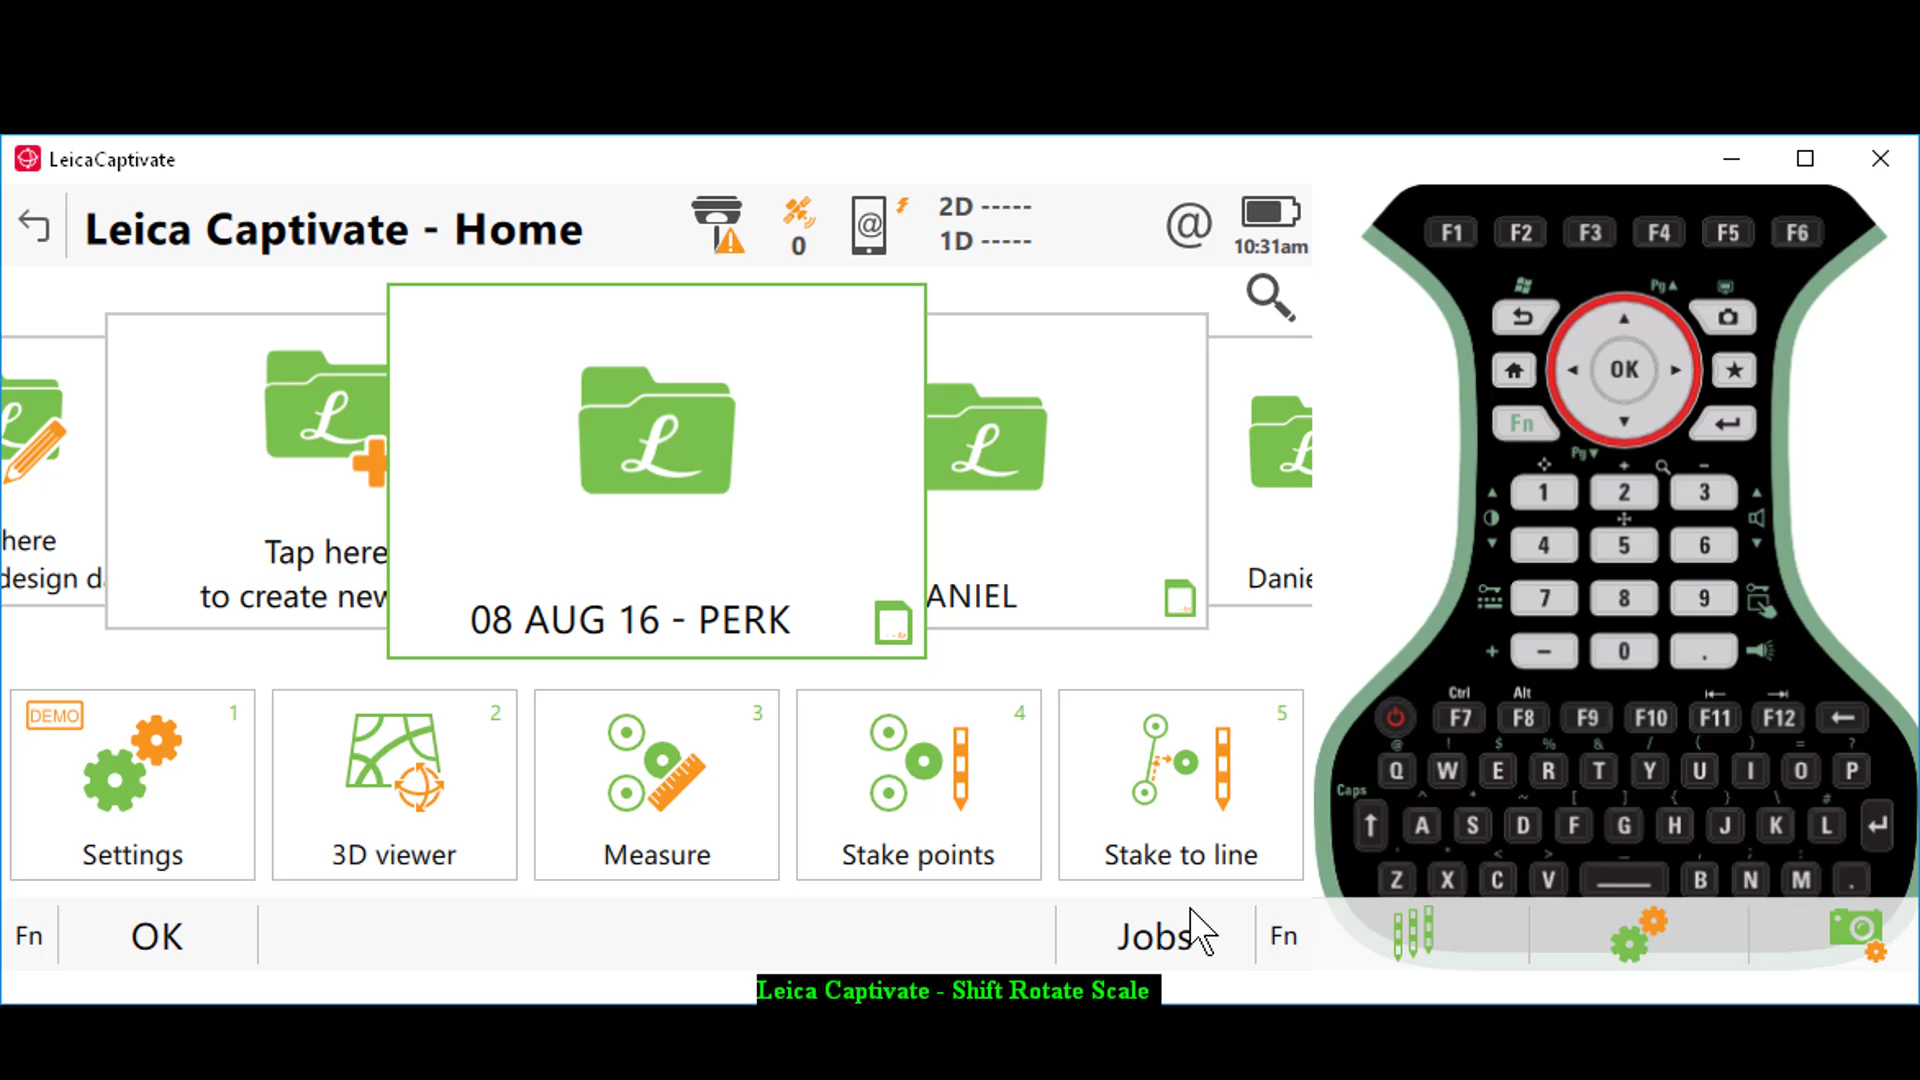 LeicaCaptivate
Leica Captivate - Home
0
@
2D -----
1D -----
@
10:31am
here
design d
Tap here
to create new
08 AUG 16 - PERK
ANIEL
Danie
DEMO
1
Settings
2
3D viewer
3
Measure
4
Stake points
5
Stake to line
Fn
OK
Jobs
Fn
Leica Captivate - Shift Rotate Scale
F1 F2 F3 F4 F5 F6
Pg
OK
Fn
Pg
+ -
1 2 3
4 5 6
7 8 9
+ - 0 .
Ctrl Alt
F7 F8 F9 F10 F11 F12
@ ! $ % & / ( ) = ?
Q W E R T Y U I O P
Caps ^ * ~ [ ] { } \ #
A S D F G H J K L
' " < > _ , ; :
Z X C V B N M .